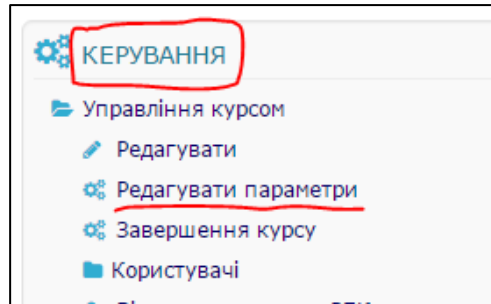 КЕРУВАННЯ
Управління курсом
Редагувати
Редагувати параметри
Завершення курсу
Користувачі